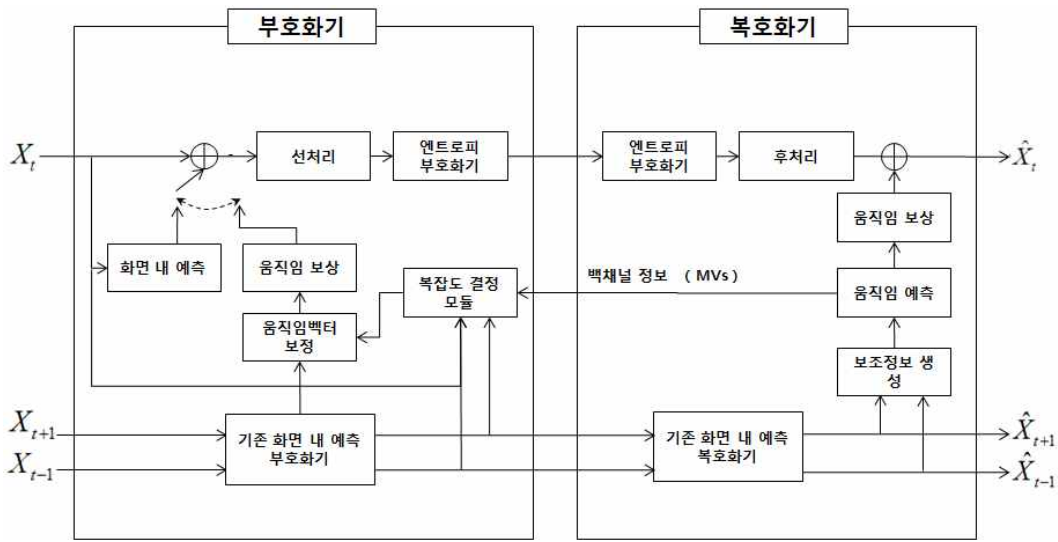 부호화기
복호화기
X_t
선처리
엔트로피
부호화기
엔트로피
부호화기
후처리
X̂_t
움직임 보상
화면 내 예측
움직임 보상
복잡도 결정
모듈
백채널 정보 ( MVs )
움직임 예측
움직임벡터
보정
보조정보 생
성
X_{t+1}
X_{t-1}
기존 화면 내 예측
부호화기
기존 화면 내 예측
복호화기
X̂_{t+1}
X̂_{t-1}